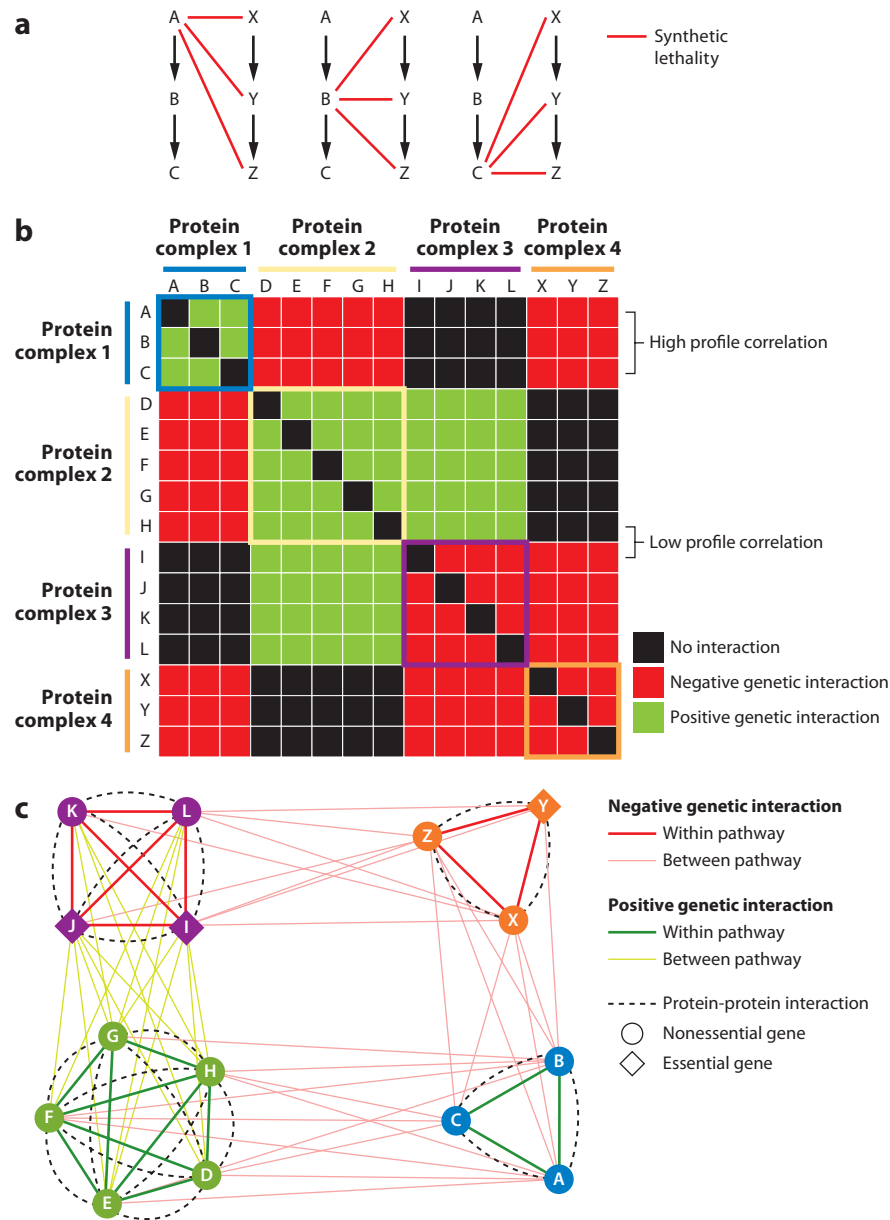 a
A X A X A X
Synthetic
lethality
B Y B Y B Y
C Z C Z C Z
b
Protein
complex 1
Protein
complex 2
Protein
complex 3
Protein
complex 4
A B C D E F G H I J K L X Y Z
Protein
complex 1
A
B
C
High profile correlation
Protein
complex 2
D
E
F
G
H
Low profile correlation
Protein
complex 3
I
J
K
L
Protein
complex 4
X
Y
Z
No interaction
Negative genetic interaction
Positive genetic interaction
c
K L
J I
Z Y
X
G
H
F
D
E
B
C
A
Negative genetic interaction
Within pathway
Between pathway
Positive genetic interaction
Within pathway
Between pathway
Protein-protein interaction
Nonessential gene
Essential gene